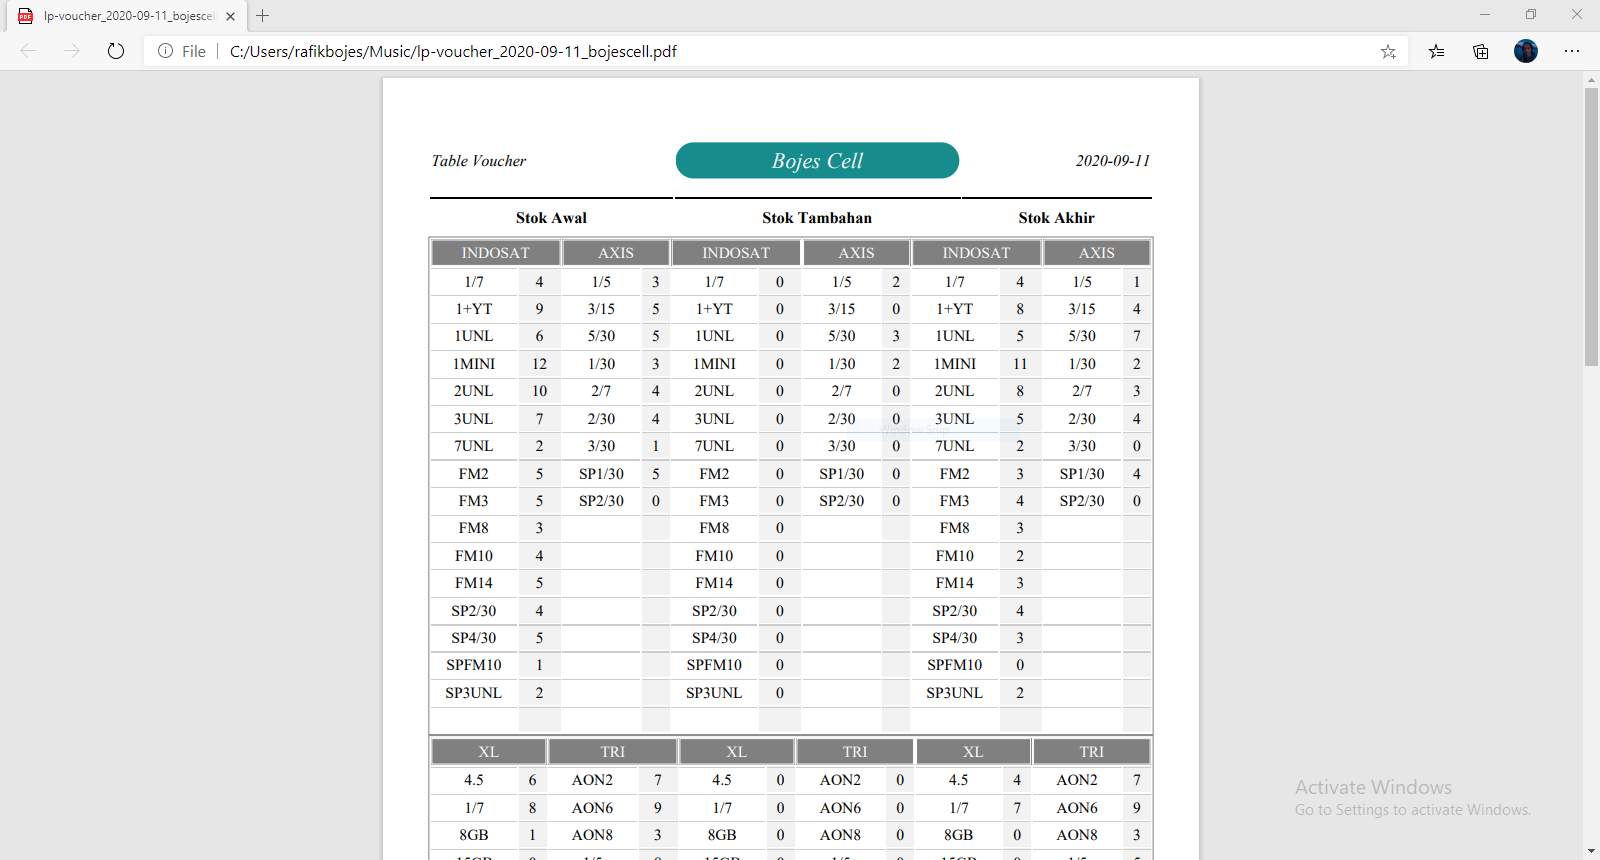 lp-voucher_2020-09-11_bojescel
File C:/Users/rafikbojes/Music/lp-voucher_2020-09-11_bojescell.pdf
Table Voucher Bojes Cell 2020-09-11
Stok Awal Stok Tambahan Stok Akhir
INDOSAT AXIS INDOSAT AXIS INDOSAT AXIS
1/7 4 1/5 3 1/7 0 1/5 2 1/7 4 1/5 1
1+YT 9 3/15 5 1+YT 0 3/15 0 1+YT 8 3/15 4
1UNL 6 5/30 5 1UNL 0 5/30 3 1UNL 5 5/30 7
1MINI 12 1/30 3 1MINI 0 1/30 2 1MINI 11 1/30 2
2UNL 10 2/7 4 2UNL 0 2/7 0 2UNL 8 2/7 3
3UNL 7 2/30 4 3UNL 0 2/30 0 3UNL 5 2/30 4
7UNL 2 3/30 1 7UNL 0 3/30 0 7UNL 2 3/30 0
FM2 5 SP1/30 5 FM2 0 SP1/30 0 FM2 3 SP1/30 4
FM3 5 SP2/30 0 FM3 0 SP2/30 0 FM3 4 SP2/30 0
FM8 3 FM8 0 FM8 3
FM10 4 FM10 0 FM10 2
FM14 5 FM14 0 FM14 3
SP2/30 4 SP2/30 0 SP2/30 4
SP4/30 5 SP4/30 0 SP4/30 3
SPFM10 1 SPFM10 0 SPFM10 0
SP3UNL 2 SP3UNL 0 SP3UNL 2
XL TRI XL TRI XL TRI
4.5 6 AON2 7 4.5 0 AON2 0 4.5 4 AON2 7
1/7 8 AON6 9 1/7 0 AON6 0 1/7 7 AON6 9
8GB 1 AON8 3 8GB 0 AON8 0 8GB 0 AON8 3
Activate Windows
Go to Settings to activate Windows.